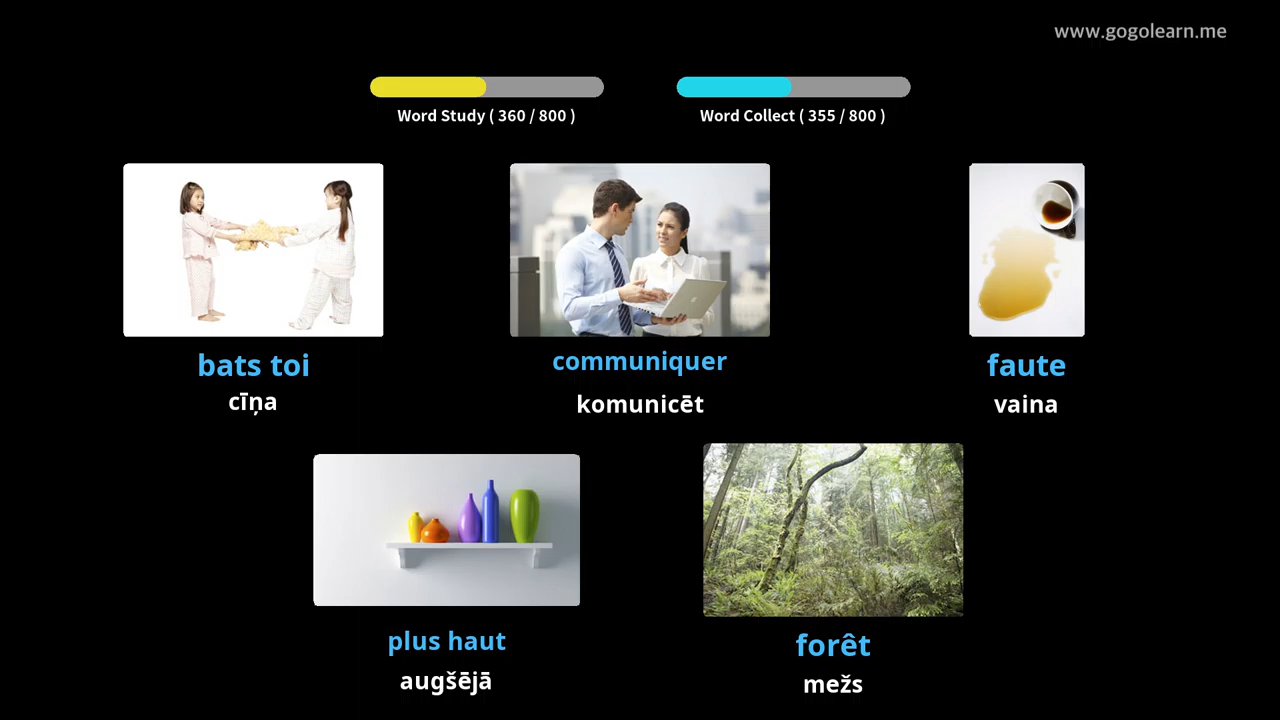 www.gogolearn.me
Word Study ( 360 / 800 )
Word Collect ( 355 / 800 )
bats toi
cīņa
communiquer
komunicēt
faute
vaina
plus haut
augšējā
forêt
mežs